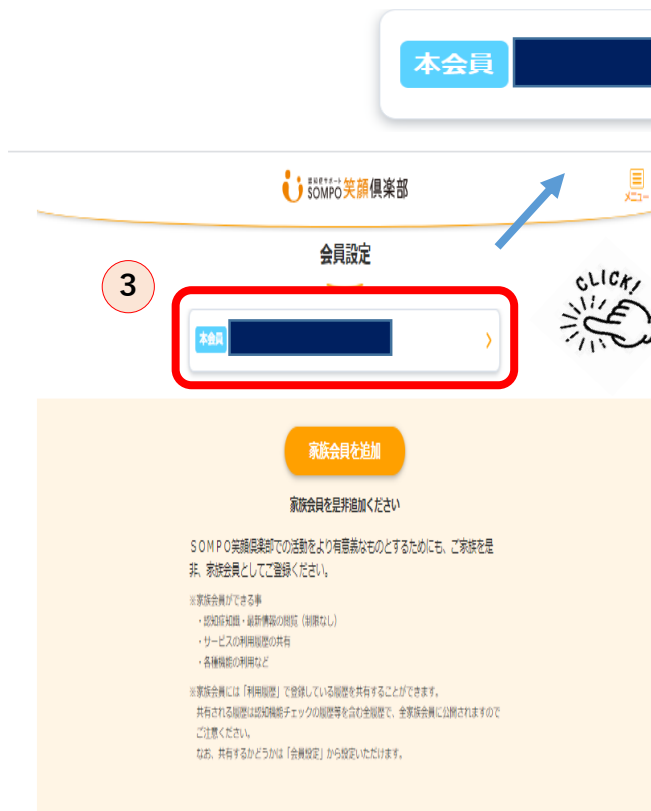 本会員
認知症サポート
SOMPO笑顔倶楽部
メニュー
会員設定
CLICK!
3
本会員
家族会員を追加
家族会員を是非追加ください
ＳＯＭＰＯ笑顔倶楽部での活動をより有意義なものとするためにも、ご家族を是
非、家族会員としてご登録ください。
※家族会員ができる事
・認知症知識・最新情報の閲覧（制限なし）
・サービスの利用履歴の共有
・各種機能の利用など
※家族会員には「利用履歴」で登録している履歴を共有することができます。
共有される履歴は認知機能チェックの履歴等を含む全履歴で、全家族会員に公開されますので
ご注意ください。
なお、共有するかどうかは「会員設定」から設定いただけます。